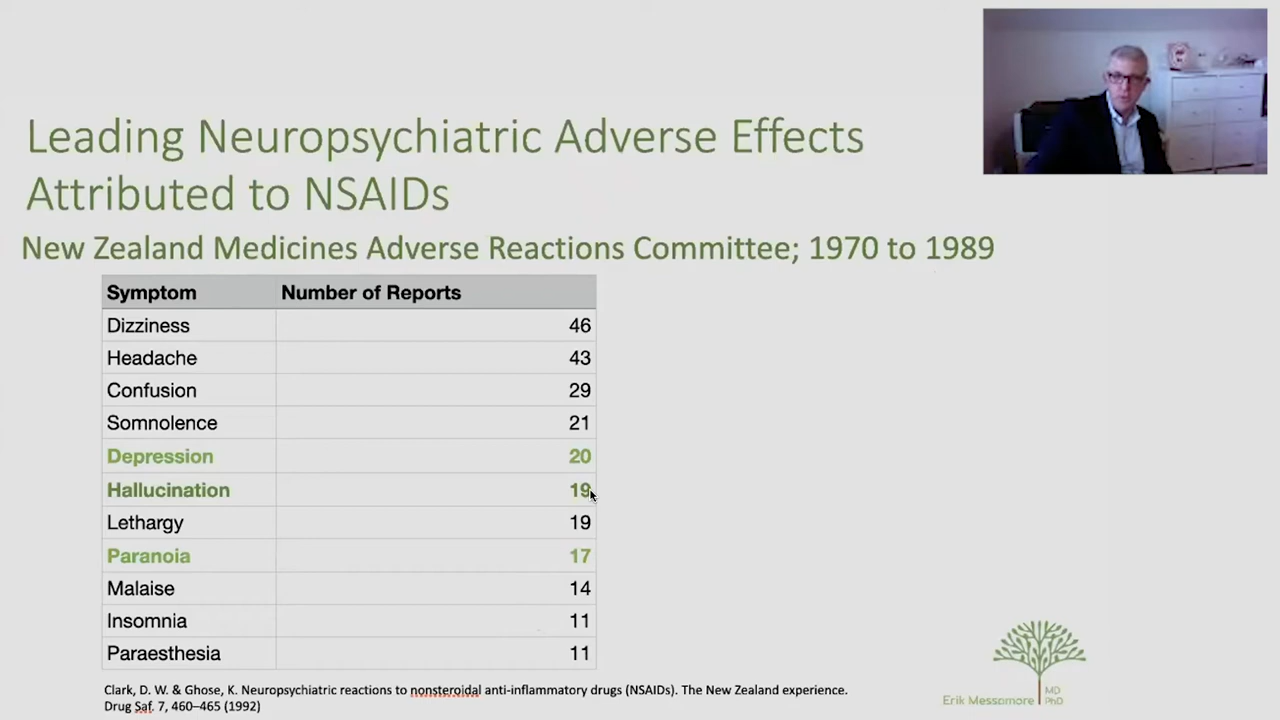 Leading Neuropsychiatric Adverse Effects
Attributed to NSAIDs
New Zealand Medicines Adverse Reactions Committee; 1970 to 1989
Symptom Number of Reports
Dizziness 46
Headache 43
Confusion 29
Somnolence 21
Depression 20
Hallucination 19
Lethargy 19
Paranoia 17
Malaise 14
Insomnia 11
Paraesthesia 11
Clark, D. W. & Ghose, K. Neuropsychiatric reactions to nonsteroidal anti-inflammatory drugs (NSAIDs). The New Zealand experience.
Drug Saf. 7, 460–465 (1992)
Erik Messamore MD PhD